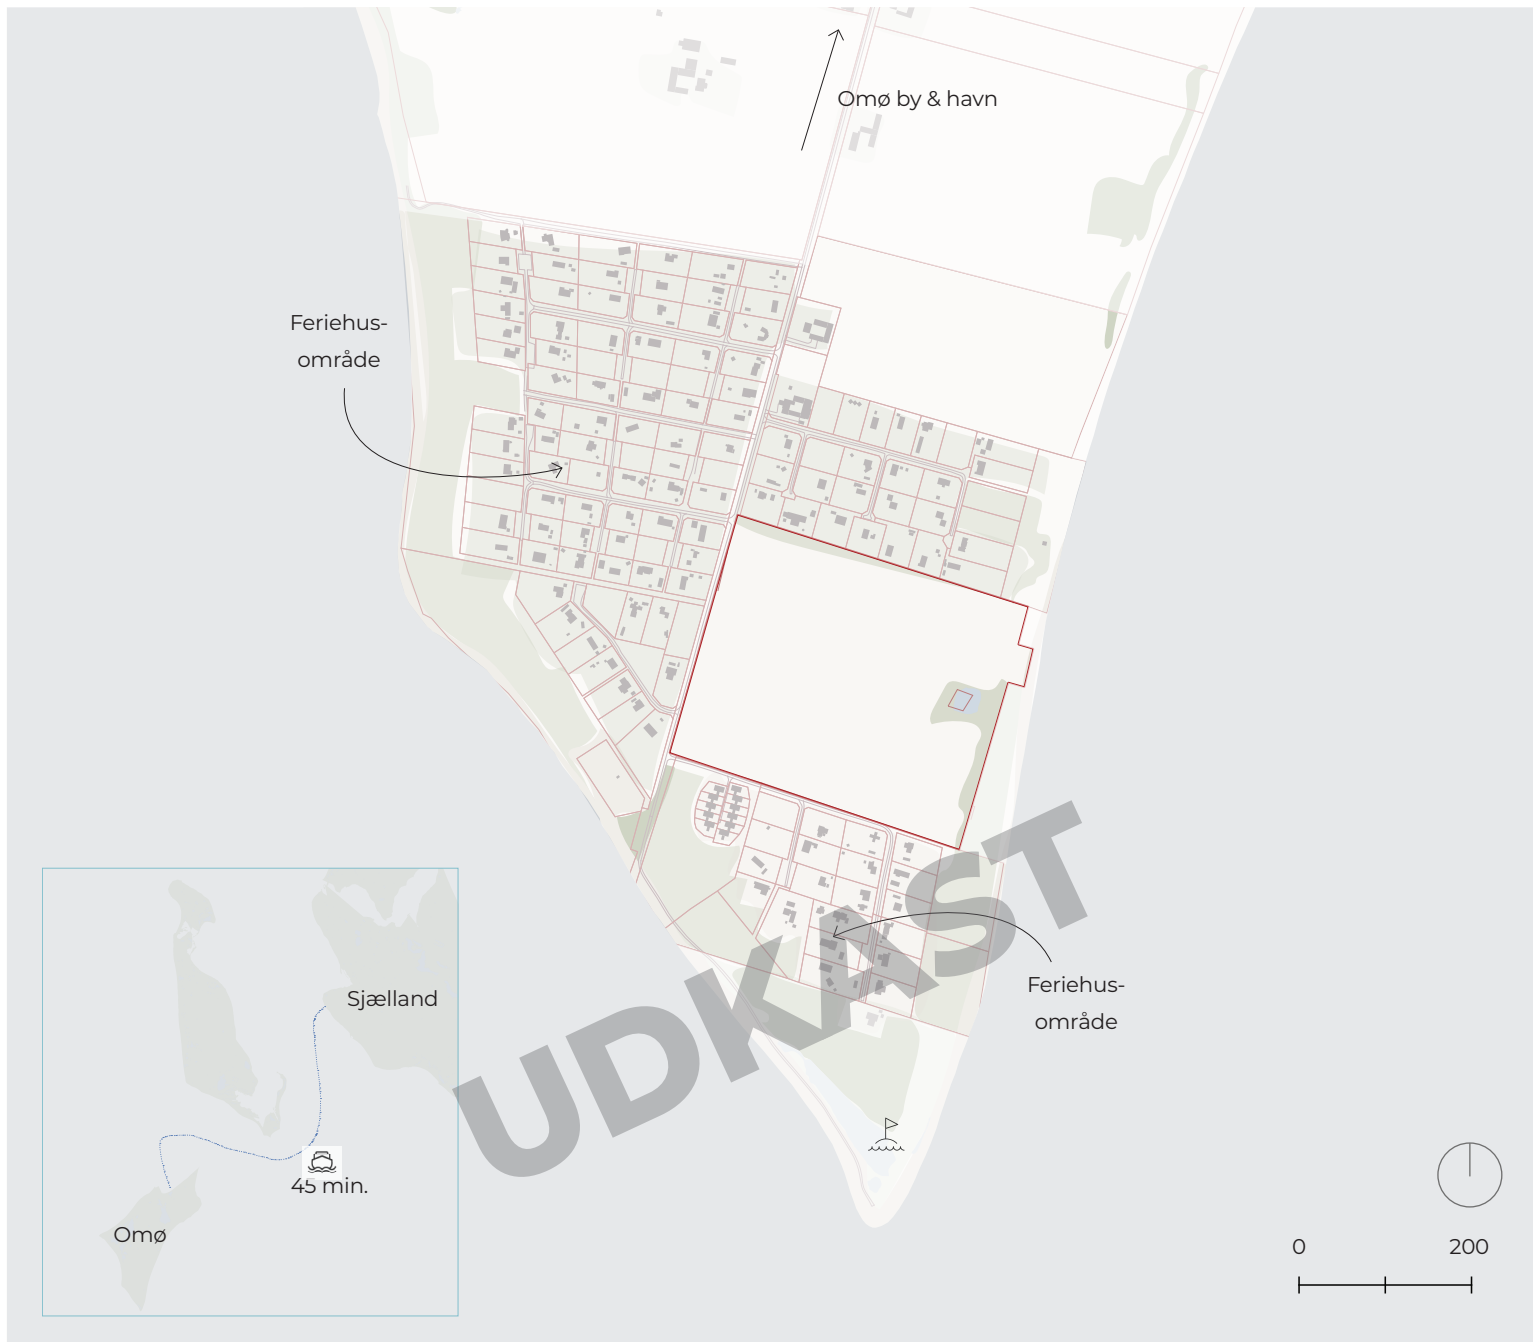 Omø by & havn
Feriehus-
område
UDKAST
Feriehus-
område
Sjælland
45 min.
Omø
0 200